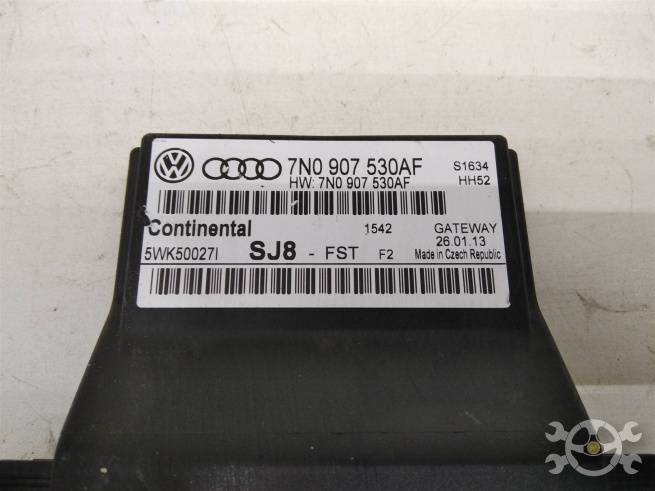 7N0 907 530AF S1634
HW: 7N0 907 530AF HH52
Continental 1542 GATEWAY
26.01.13
5WK50027I SJ8 - FST F2 Made in Czech Republic